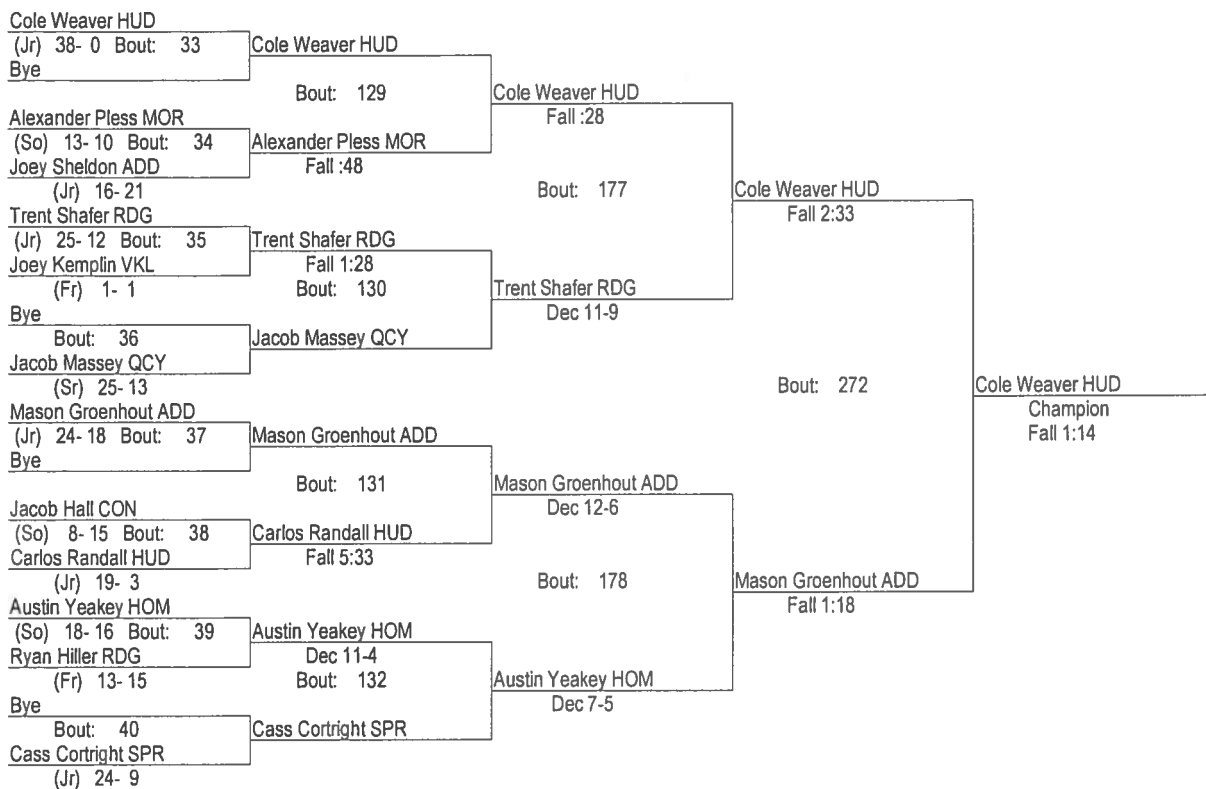 Cole Weaver HUD
(Jr) 38- 0 Bout: 33
Bye
Alexander Pless MOR
(So) 13- 10 Bout: 34
Joey Sheldon ADD
(Jr) 16- 21
Trent Shafer RDG
(Jr) 25- 12 Bout: 35
Joey Kemplin VKL
(Fr) 1- 1
Bye
Bout: 36
Jacob Massey QCY
(Sr) 25- 13
Mason Groenhout ADD
(Jr) 24- 18 Bout: 37
Bye
Jacob Hall CON
(So) 8- 15 Bout: 38
Carlos Randall HUD
(Jr) 19- 3
Austin Yeakey HOM
(So) 18- 16 Bout: 39
Ryan Hiller RDG
(Fr) 13- 15
Bye
Bout: 40
Cass Cortright SPR
(Jr) 24- 9
Cole Weaver HUD
Bout: 129
Alexander Pless MOR
Fall :48
Trent Shafer RDG
Fall 1:28
Bout: 130
Jacob Massey QCY
Mason Groenhout ADD
Bout: 131
Carlos Randall HUD
Fall 5:33
Austin Yeakey HOM
Dec 11-4
Bout: 132
Cass Cortright SPR
Cole Weaver HUD
Fall :28
Bout: 177
Trent Shafer RDG
Dec 11-9
Mason Groenhout ADD
Dec 12-6
Bout: 178
Austin Yeakey HOM
Dec 7-5
Cole Weaver HUD
Fall 2:33
Bout: 272
Mason Groenhout ADD
Fall 1:18
Cole Weaver HUD
Champion
Fall 1:14